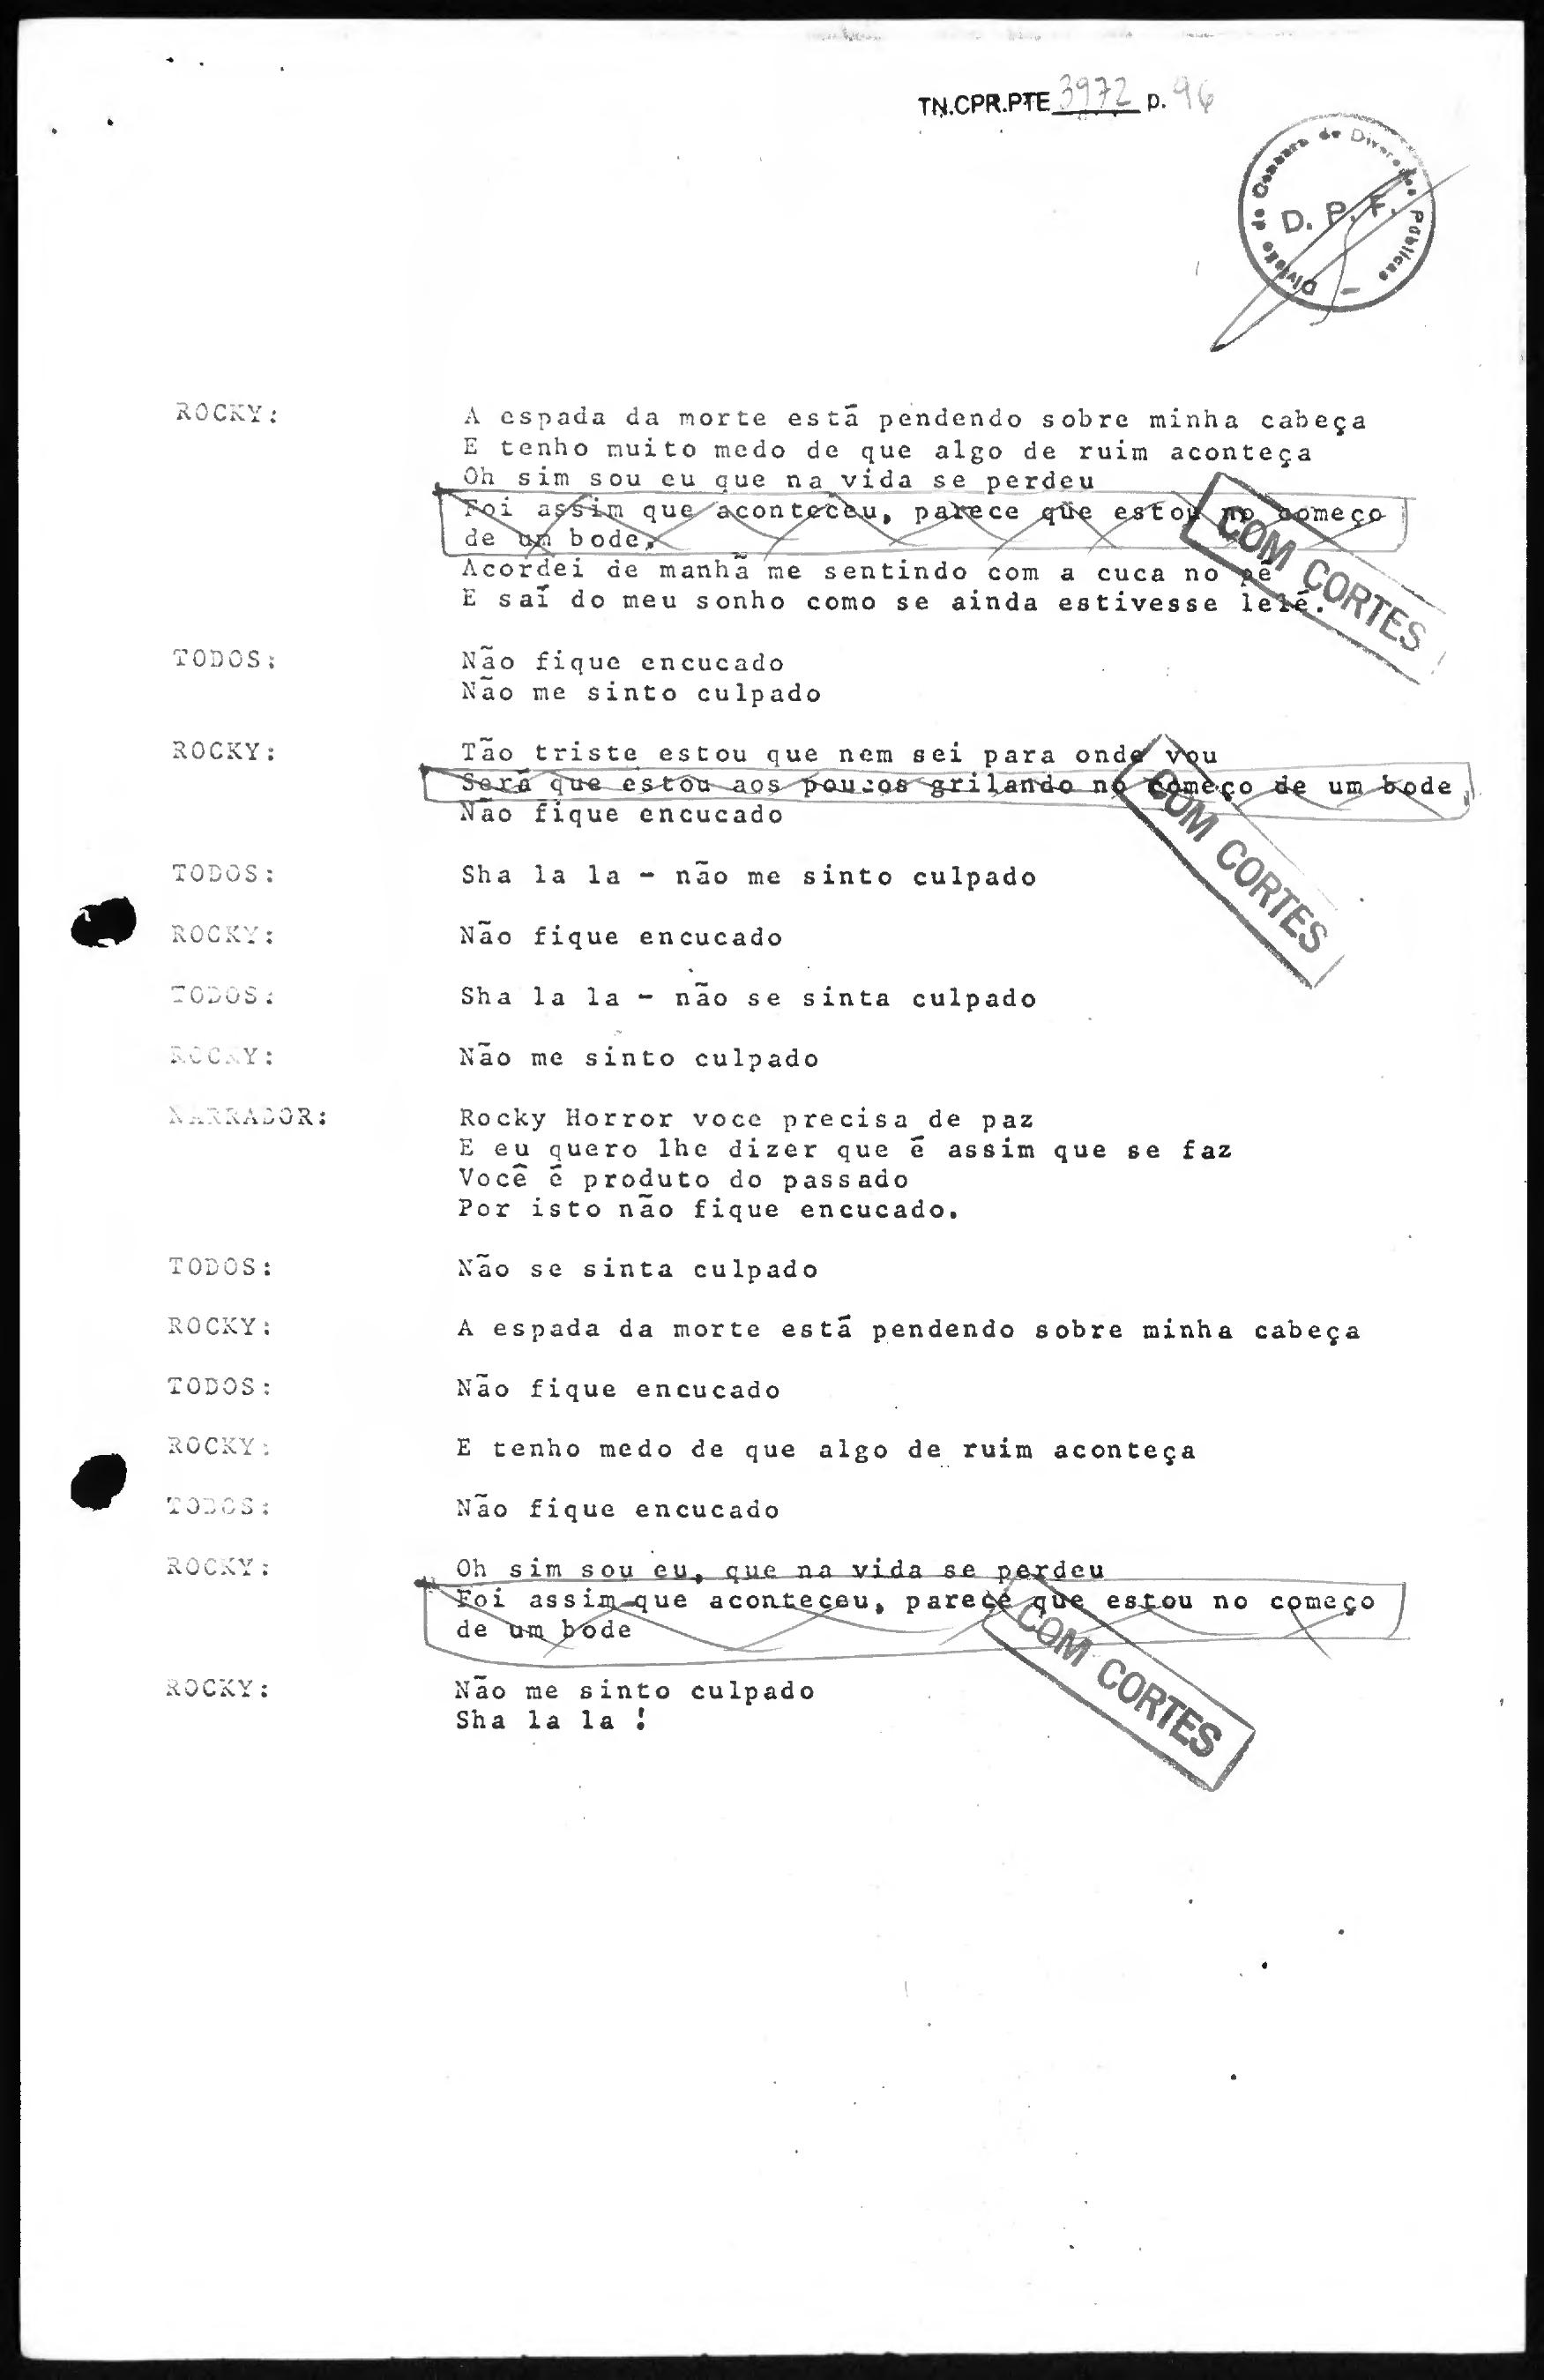 TN.CPR.PTE 3972 p. 96
Divisão de Censura de Diversões Públicas - D. P. F.
ROCKY: A espada da morte está pendendo sobre minha cabeça
E tenho muito medo de que algo de ruim aconteça
Oh sim sou eu que na vida se perdeu
Foi assim que aconteceu, parece que estou no começo
de um bode.
Acordei de manhã me sentindo com a cuca no pé
E saí do meu sonho como se ainda estivesse lelé.
COM CORTES
TODOS: Não fique encucado
Não me sinto culpado
ROCKY: Tão triste estou que nem sei para onde vou
Será que estou aos poucos grilando no começo de um bode
Não fique encucado
COM CORTES
TODOS: Sha la la - não me sinto culpado
ROCKY: Não fique encucado
TODOS: Sha la la - não se sinta culpado
ROCKY: Não me sinto culpado
NARRADOR: Rocky Horror voce precisa de paz
E eu quero lhe dizer que é assim que se faz
Você é produto do passado
Por isto não fique encucado.
TODOS: Não se sinta culpado
ROCKY: A espada da morte está pendendo sobre minha cabeça
TODOS: Não fique encucado
ROCKY: E tenho medo de que algo de ruim aconteça
TODOS: Não fique encucado
ROCKY: Oh sim sou eu, que na vida se perdeu
Foi assim que aconteceu, parece que estou no começo
de um bode
COM CORTES
ROCKY: Não me sinto culpado
Sha la la !